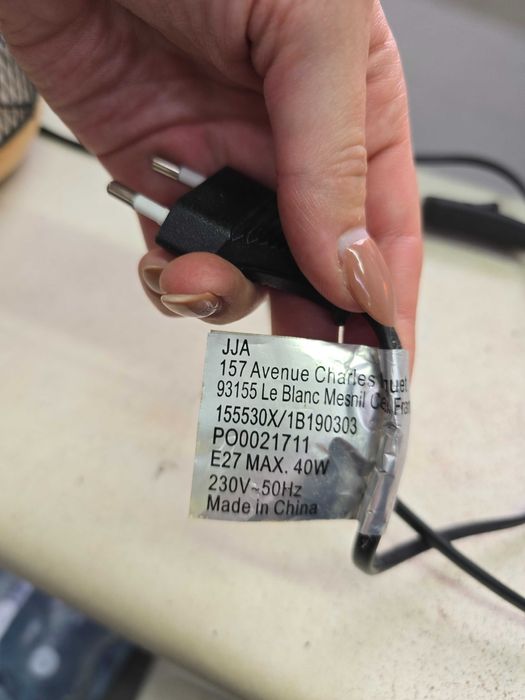 JJA
157 Avenue Charles
93155 Le Blanc Mesnil
155530X/1B190303
PO0021711
E27 MAX. 40W
230V~50Hz
Made in China